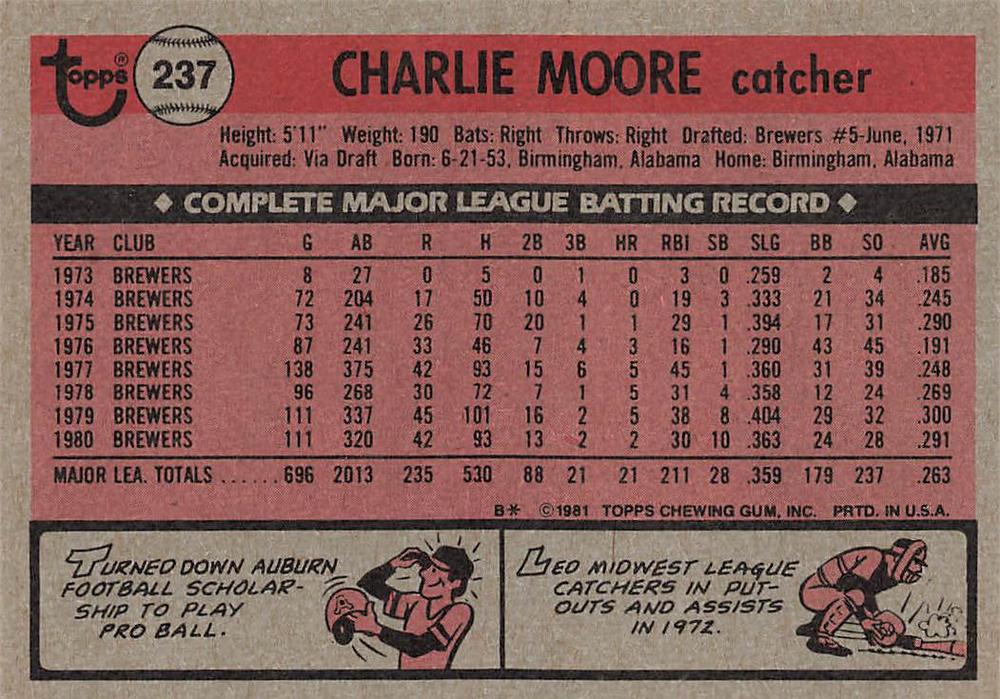 topps® 237 CHARLIE MOORE catcher
Height: 5'11" Weight: 190 Bats: Right Throws: Right Drafted: Brewers #5-June, 1971
Acquired: Via Draft Born: 6-21-53, Birmingham, Alabama Home: Birmingham, Alabama
◆ COMPLETE MAJOR LEAGUE BATTING RECORD ◆
YEAR CLUB G AB R H 2B 3B HR RBI SB SLG BB SO AVG
1973 BREWERS 8 27 0 5 0 1 0 3 0 .259 2 4 .185
1974 BREWERS 72 204 17 50 10 4 0 19 3 .333 21 34 .245
1975 BREWERS 73 241 26 70 20 1 1 29 1 .394 17 31 .290
1976 BREWERS 87 241 33 46 7 4 3 16 1 .290 43 45 .191
1977 BREWERS 138 375 42 93 15 6 5 45 1 .360 31 39 .248
1978 BREWERS 96 268 30 72 7 1 5 31 4 .358 12 24 .269
1979 BREWERS 111 337 45 101 16 2 5 38 8 .404 29 32 .300
1980 BREWERS 111 320 42 93 13 2 2 30 10 .363 24 28 .291
MAJOR LEA. TOTALS ...... 696 2013 235 530 88 21 21 211 28 .359 179 237 .263
B* ©1981 TOPPS CHEWING GUM, INC. PRTD. IN U.S.A.
TURNED DOWN AUBURN
FOOTBALL SCHOLAR-
SHIP TO PLAY
PRO BALL.
LED MIDWEST LEAGUE
CATCHERS IN PUT-
OUTS AND ASSISTS
IN 1972.